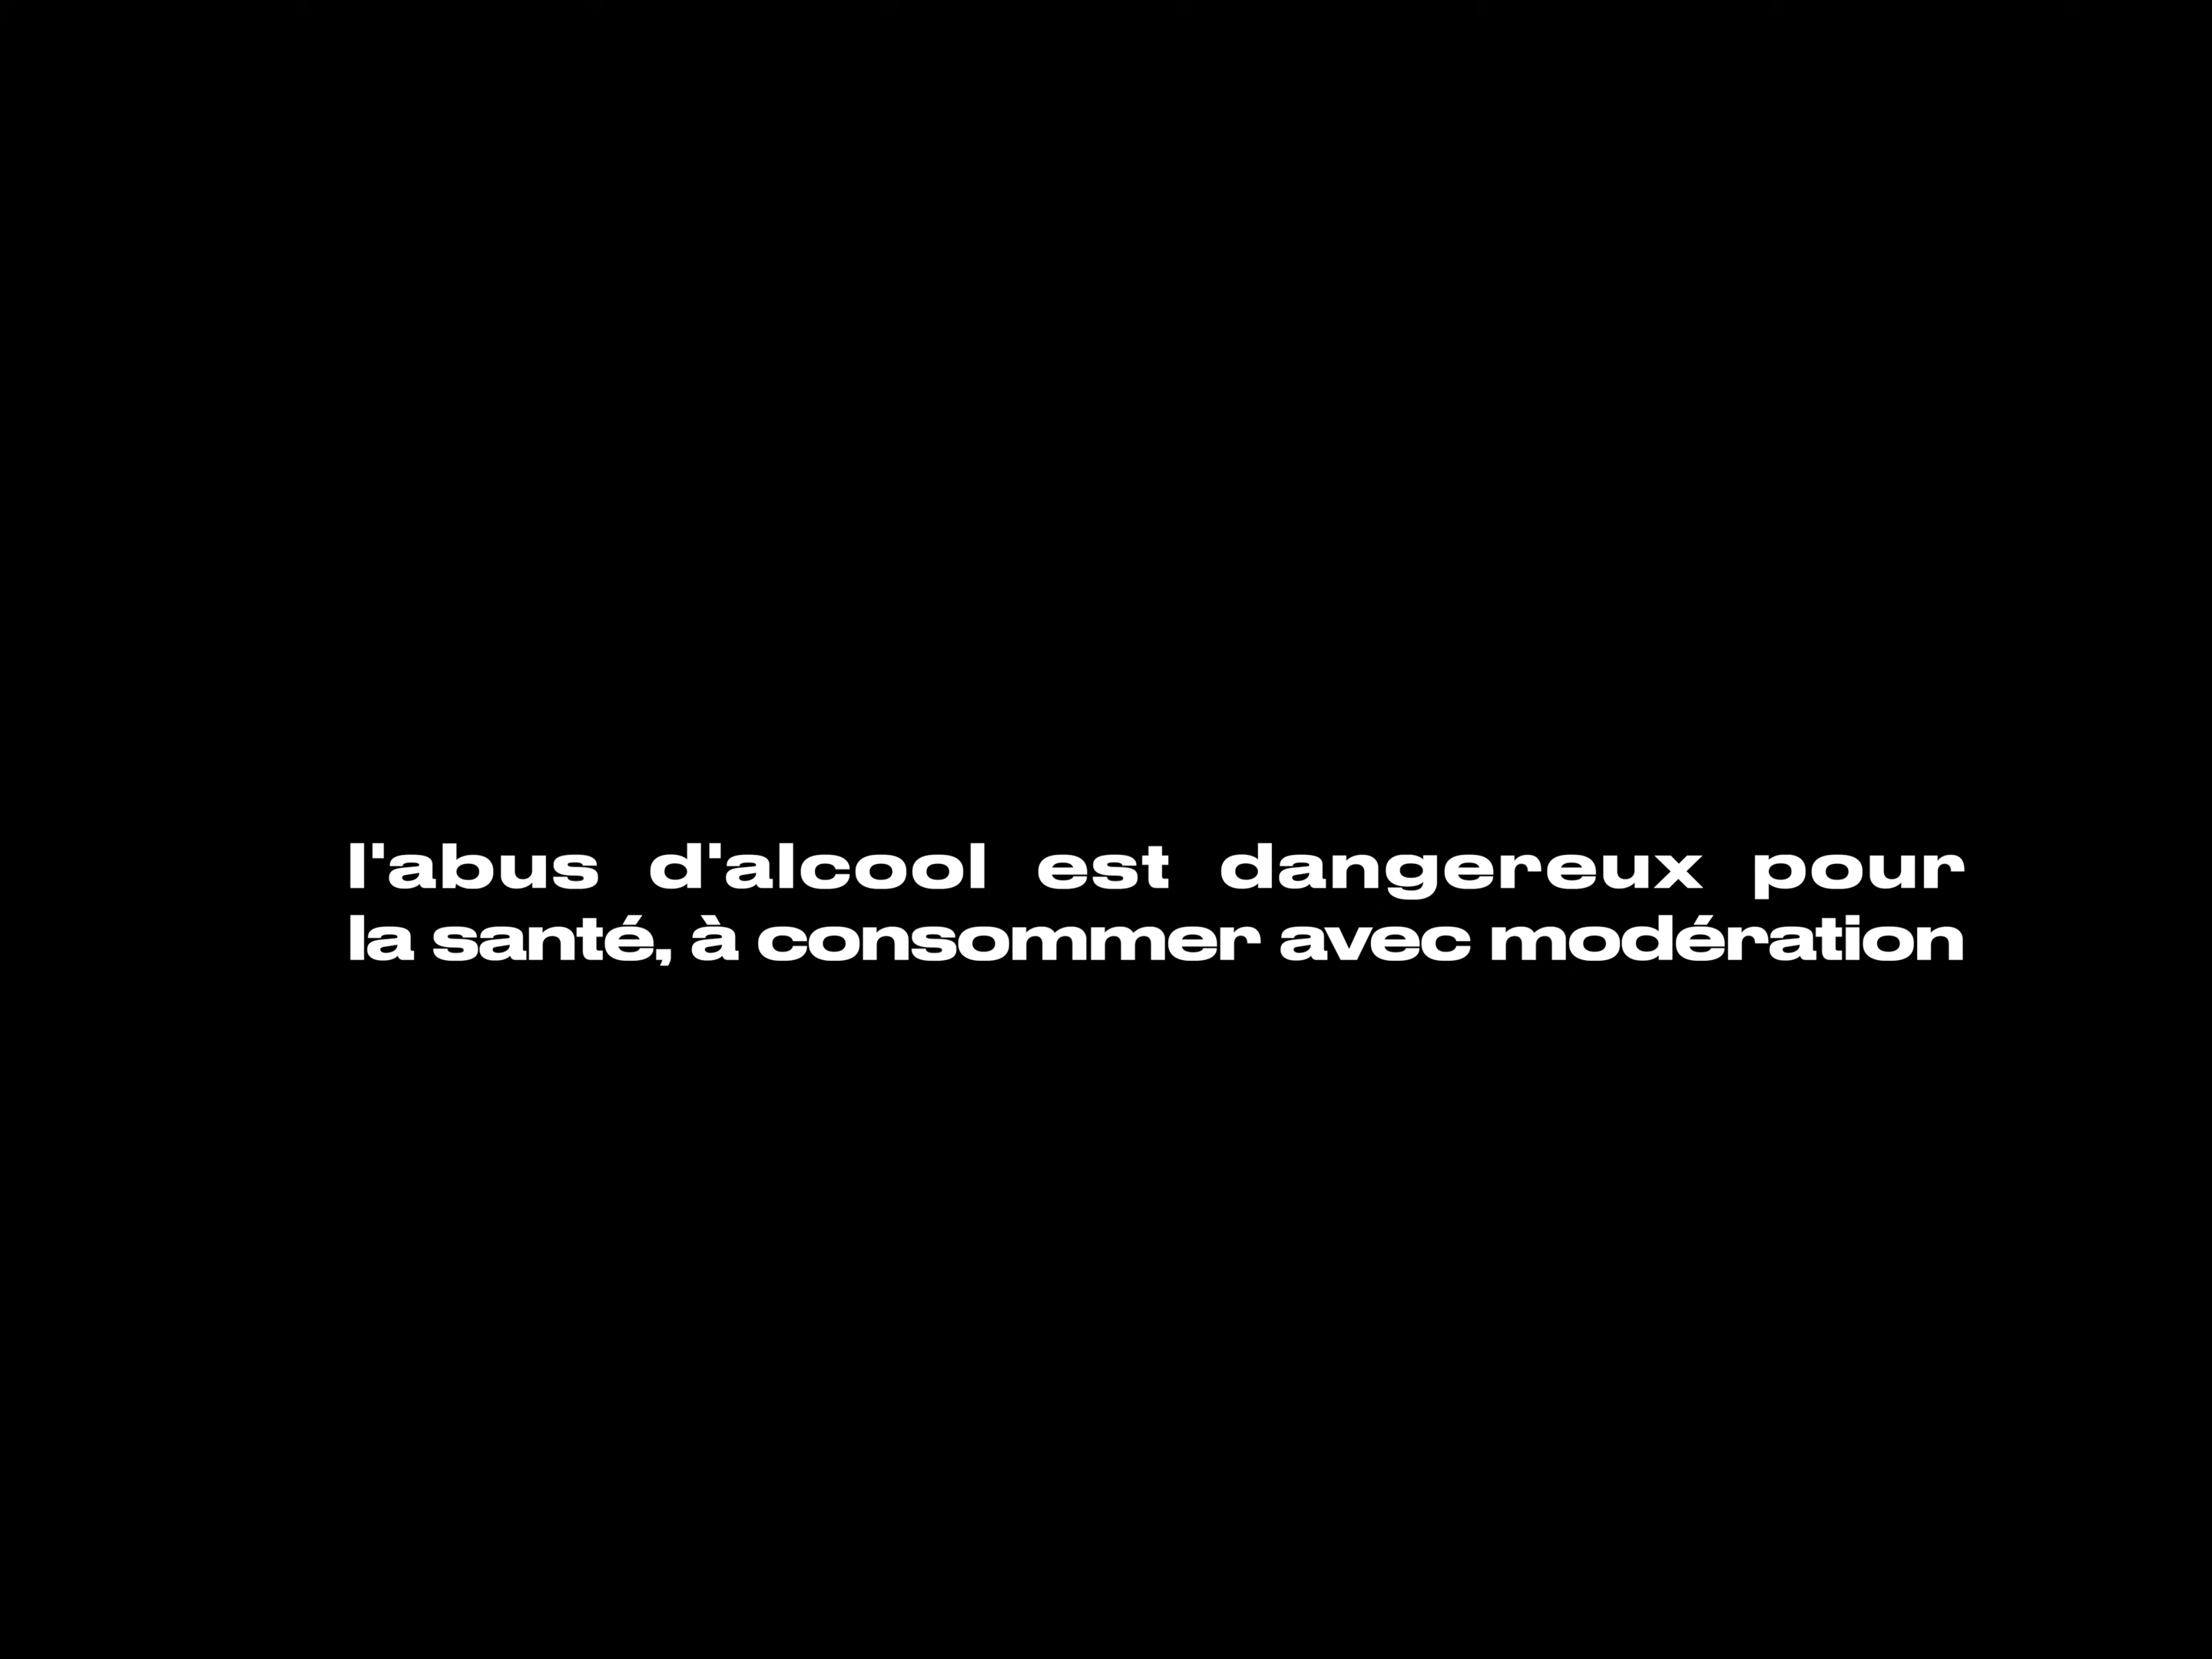 l'abus d'alcool est dangereux pour
la santé, à consommer avec modération